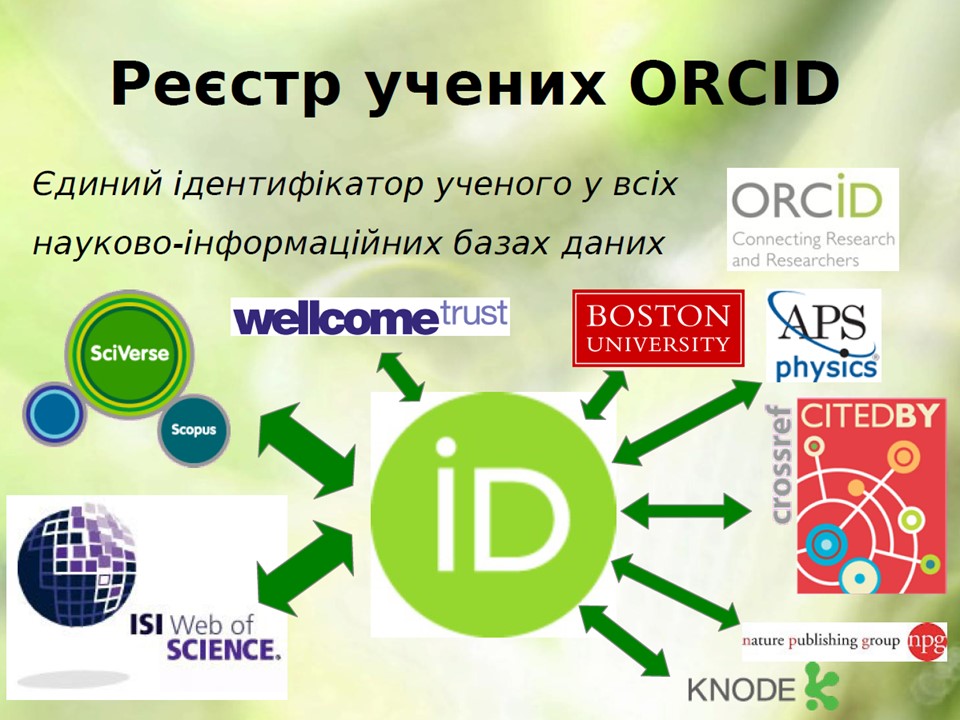 Реєстр учених ORCID
Єдиний ідентифікатор ученого у всіх
науково-інформаційних базах даних
ORCiD
Connecting Research
and Researchers
SciVerse
Scopus
wellcometrust
BOSTON
UNIVERSITY
APS
physics®
crossref
CITEDBY
iD
ISI Web of
SCIENCE®
nature publishing group npg
KNODE